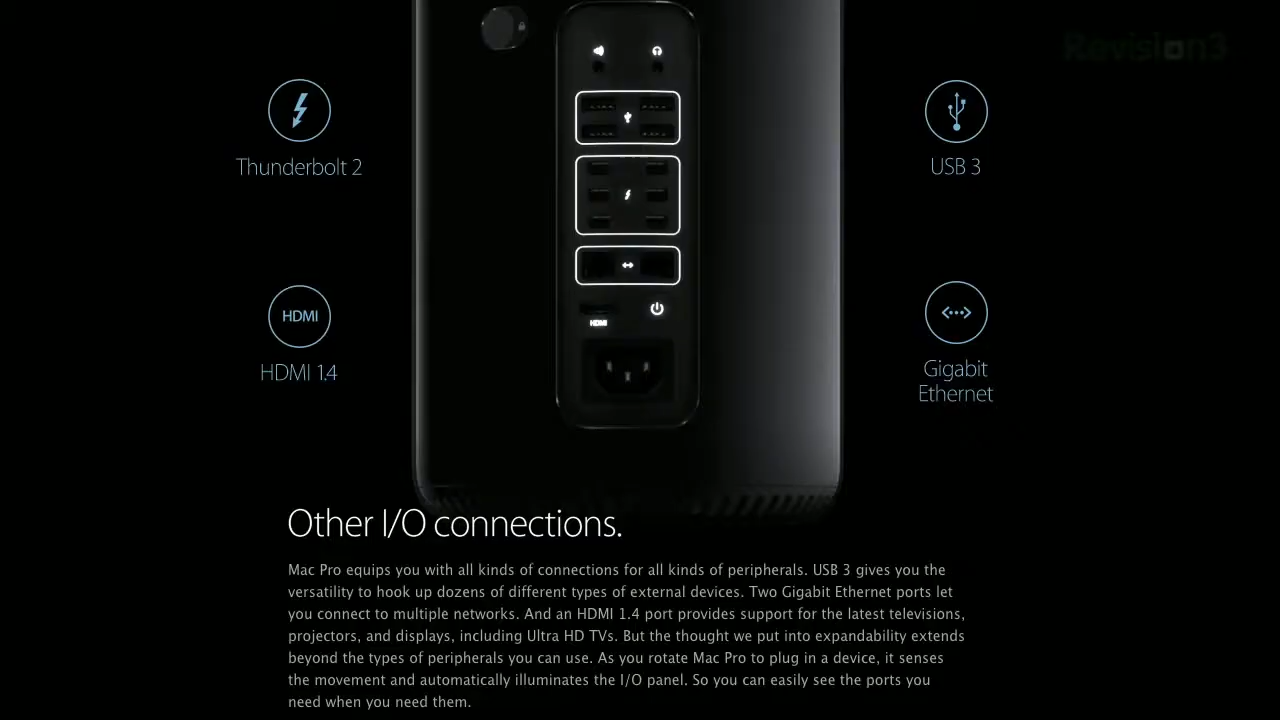 Revision3
Thunderbolt 2
USB 3
HDMI
HDMI 1.4
HDMI
Gigabit
Ethernet
Other I/O connections.
Mac Pro equips you with all kinds of connections for all kinds of peripherals. USB 3 gives you the
versatility to hook up dozens of different types of external devices. Two Gigabit Ethernet ports let
you connect to multiple networks. And an HDMI 1.4 port provides support for the latest televisions,
projectors, and displays, including Ultra HD TVs. But the thought we put into expandability extends
beyond the types of peripherals you can use. As you rotate Mac Pro to plug in a device, it senses
the movement and automatically illuminates the I/O panel. So you can easily see the ports you
need when you need them.